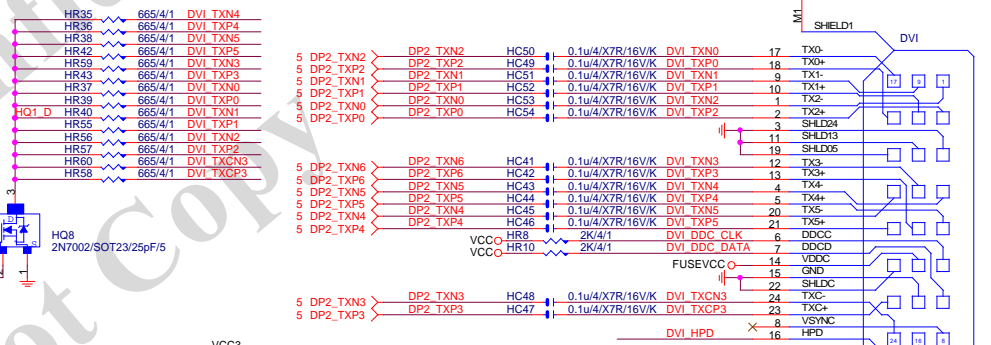 HR35 665/4/1 DVI_TXN4
HR36 665/4/1 DVI_TXP4
HR38 665/4/1 DVI_TXN5
HR42 665/4/1 DVI_TXP5
HR59 665/4/1 DVI_TXN3
HR43 665/4/1 DVI_TXP3
HR37 665/4/1 DVI_TXN0
HR39 665/4/1 DVI_TXP0
HQ1_D HR40 665/4/1 DVI_TXN1
HR55 665/4/1 DVI_TXP1
HR56 665/4/1 DVI_TXN2
HR57 665/4/1 DVI_TXP2
HR60 665/4/1 DVI_TXCN3
HR58 665/4/1 DVI_TXCP3
3
D
S
HQ8
2N7002/SOT23/25pF/5
2
1
M1
SHIELD1
DVI
5 DP2_TXN2 DP2_TXN2 HC50 0.1u/4/X7R/16V/K DVI_TXN0 17 TX0-
5 DP2_TXP2 DP2_TXP2 HC49 0.1u/4/X7R/16V/K DVI_TXP0 18 TX0+
5 DP2_TXN1 DP2_TXN1 HC51 0.1u/4/X7R/16V/K DVI_TXN1 9 TX1-
5 DP2_TXP1 DP2_TXP1 HC52 0.1u/4/X7R/16V/K DVI_TXP1 10 TX1+
5 DP2_TXN0 DP2_TXN0 HC53 0.1u/4/X7R/16V/K DVI_TXN2 1 TX2-
5 DP2_TXP0 DP2_TXP0 HC54 0.1u/4/X7R/16V/K DVI_TXP2 2 TX2+
3 SHLD24
11 SHLD13
19 SHLD05
5 DP2_TXN6 DP2_TXN6 HC41 0.1u/4/X7R/16V/K DVI_TXN3 12 TX3-
5 DP2_TXP6 DP2_TXP6 HC42 0.1u/4/X7R/16V/K DVI_TXP3 13 TX3+
5 DP2_TXN5 DP2_TXN5 HC43 0.1u/4/X7R/16V/K DVI_TXN4 4 TX4-
5 DP2_TXP5 DP2_TXP5 HC44 0.1u/4/X7R/16V/K DVI_TXP4 5 TX4+
5 DP2_TXN4 DP2_TXN4 HC45 0.1u/4/X7R/16V/K DVI_TXN5 20 TX5-
5 DP2_TXP4 DP2_TXP4 HC46 0.1u/4/X7R/16V/K DVI_TXP5 21 TX5+
VCC HR8 2K/4/1 DVI_DDC_CLK 6 DDCC
VCC HR10 2K/4/1 DVI_DDC_DATA 7 DDCD
FUSEVCC 14 VDDC
15 GND
22 SHLDC
5 DP2_TXN3 DP2_TXN3 HC48 0.1u/4/X7R/16V/K DVI_TXCN3 24 TXC-
5 DP2_TXP3 DP2_TXP3 HC47 0.1u/4/X7R/16V/K DVI_TXCP3 23 TXC+
8 VSYNC
DVI_HPD 16 HPD
17 9 1
24 16 8
VCC3
ot Copy